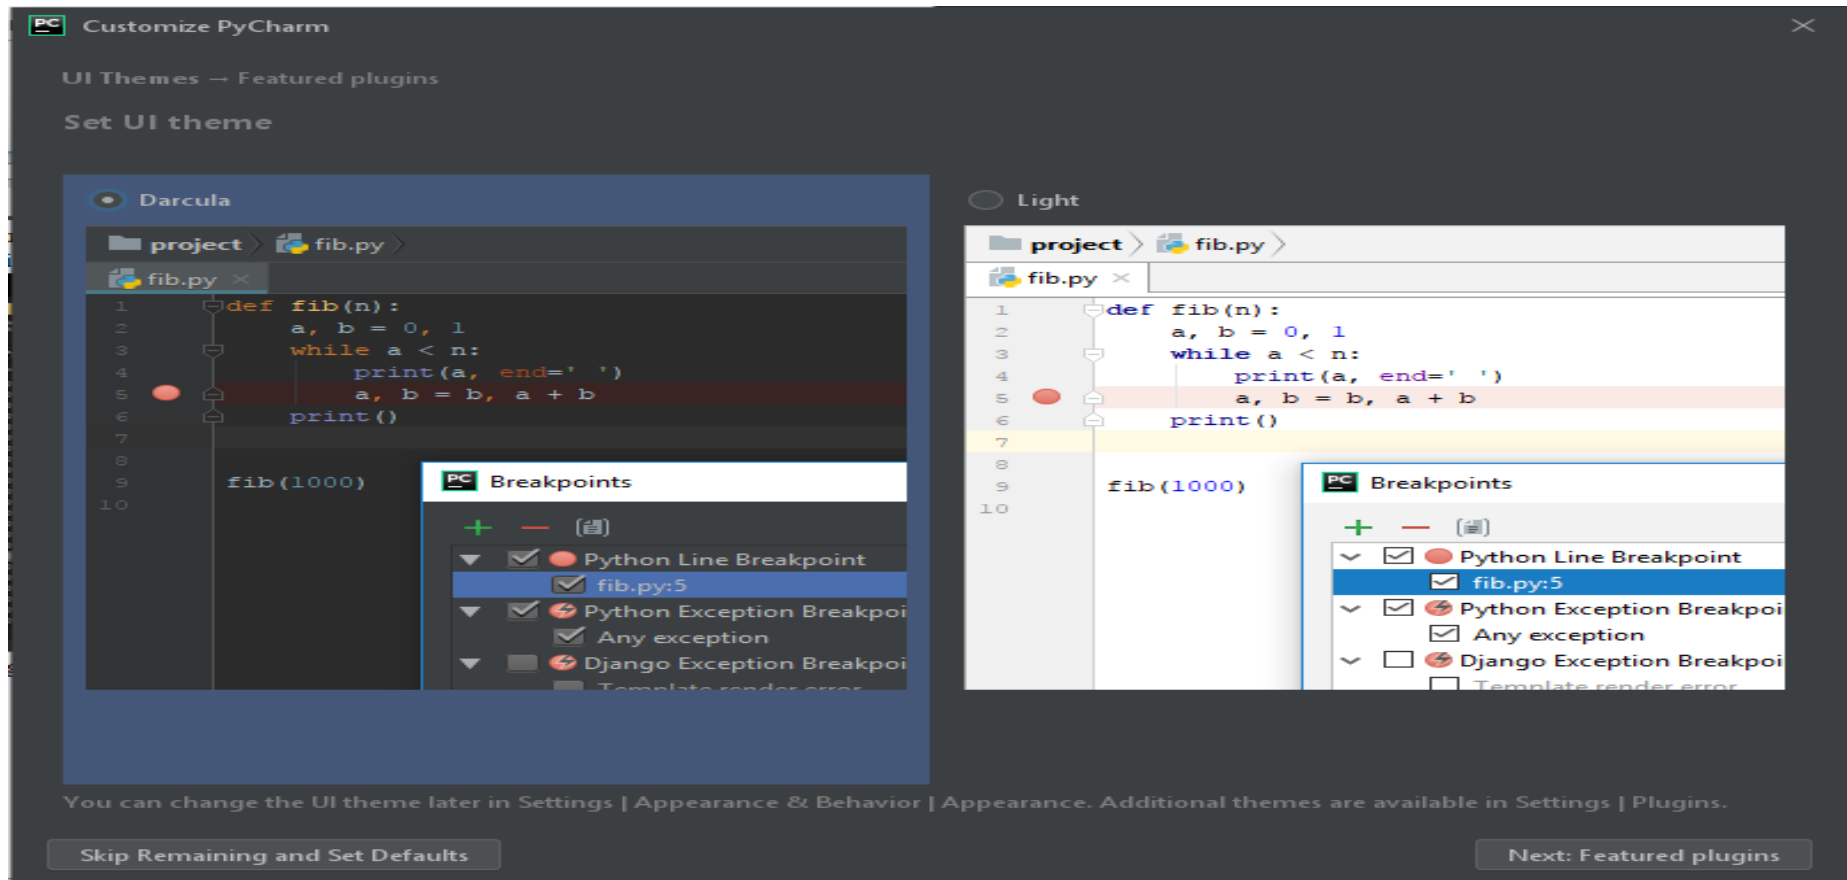 PC Customize PyCharm
UI Themes → Featured plugins
Set UI theme
Darcula
project fib.py
fib.py
1 def fib(n):
2 a, b = 0, 1
3 while a < n:
4 print(a, end=' ')
5 a, b = b, a + b
6 print()
7
8
9 fib(1000)
10
PC Breakpoints
Python Line Breakpoint
fib.py:5
Python Exception Breakpoi
Any exception
Django Exception Breakpoi
Template render error
Light
project fib.py
fib.py
1 def fib(n):
2 a, b = 0, 1
3 while a < n:
4 print(a, end=' ')
5 a, b = b, a + b
6 print()
7
8
9 fib(1000)
10
PC Breakpoints
Python Line Breakpoint
fib.py:5
Python Exception Breakpoi
Any exception
Django Exception Breakpoi
Template render error
You can change the UI theme later in Settings | Appearance & Behavior | Appearance. Additional themes are available in Settings | Plugins.
Skip Remaining and Set Defaults
Next: Featured plugins